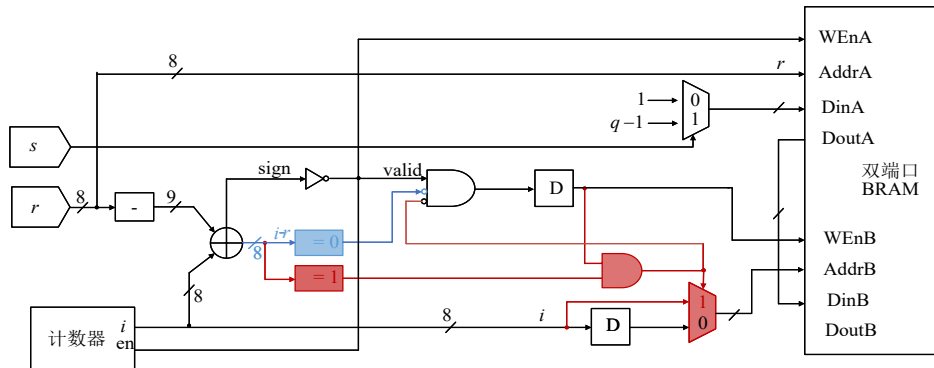 WEnA
8
r
AddrA
1
0
q−1
1
DinA
s
DoutA
sign
valid
双端口
BRAM
r
8
-
9
D
i-r
= 0
8
WEnB
= 1
AddrB
8
1
i
8
i
D
0
DinB
计数器
en
DoutB